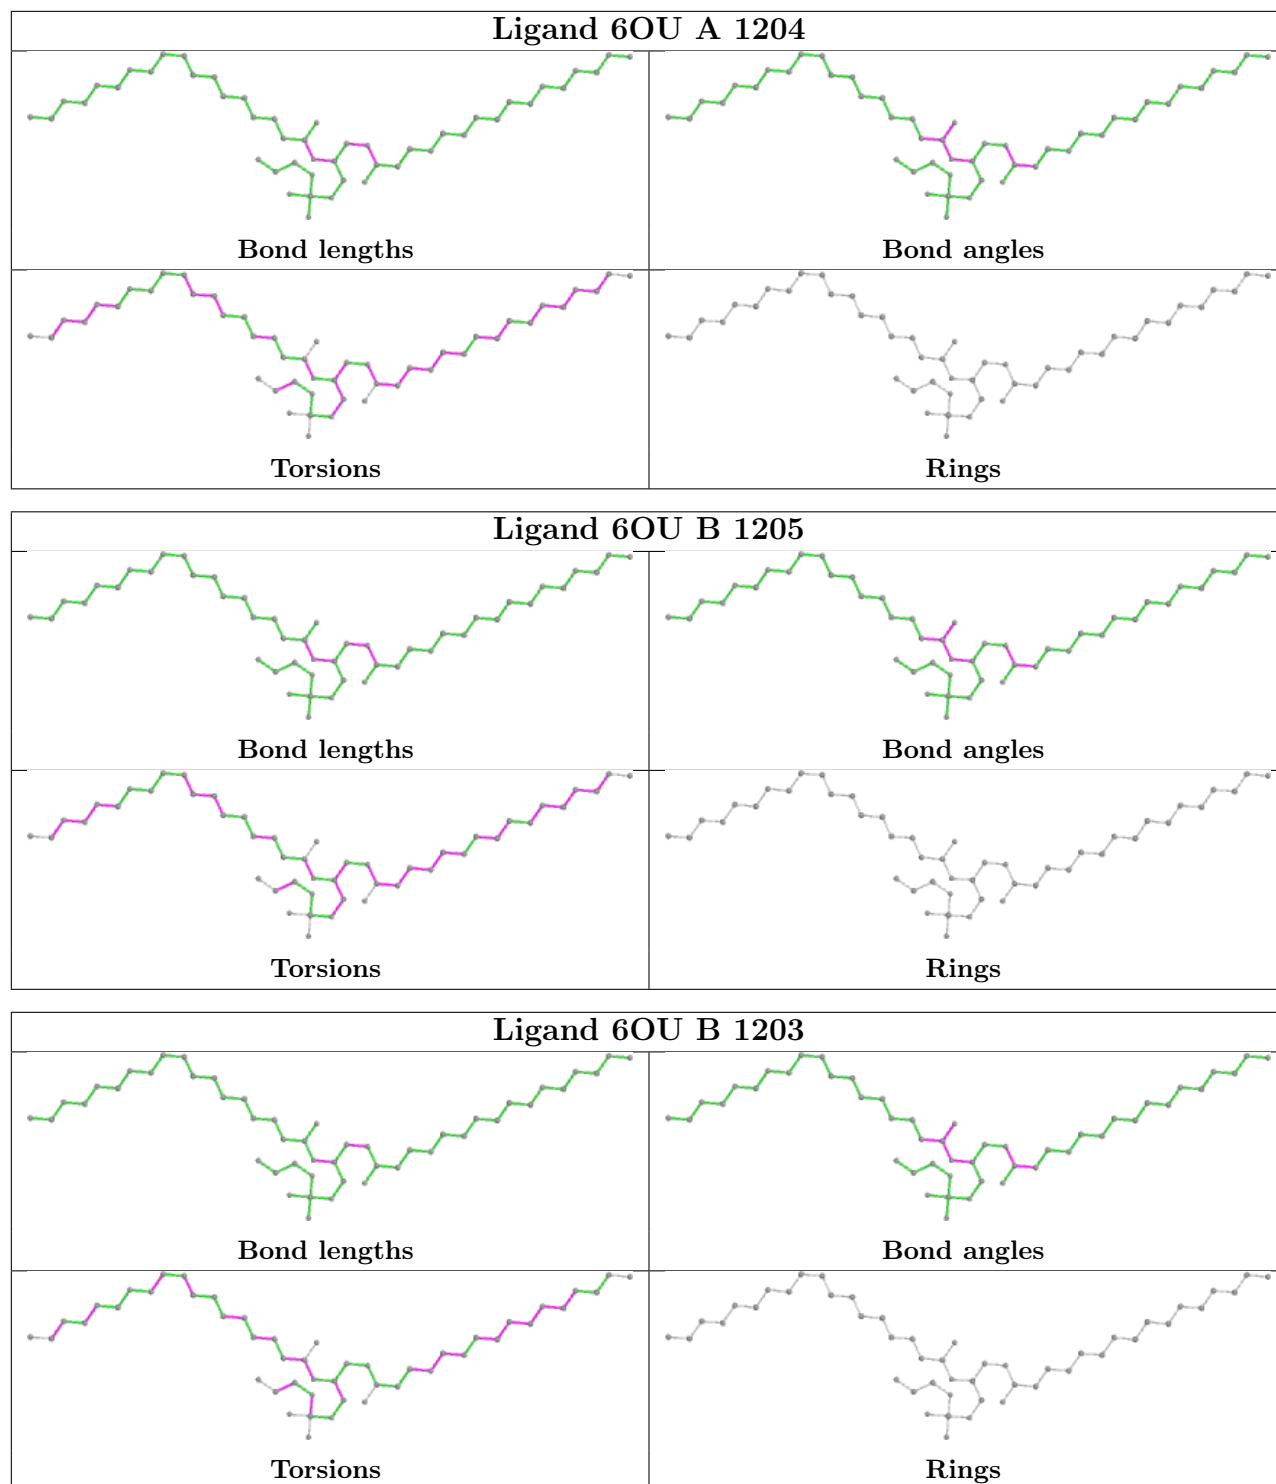 Ligand 6OU A 1204
Bond lengths
Bond angles
Torsions
Rings
Ligand 6OU B 1205
Bond lengths
Bond angles
Torsions
Rings
Ligand 6OU B 1203
Bond lengths
Bond angles
Torsions
Rings